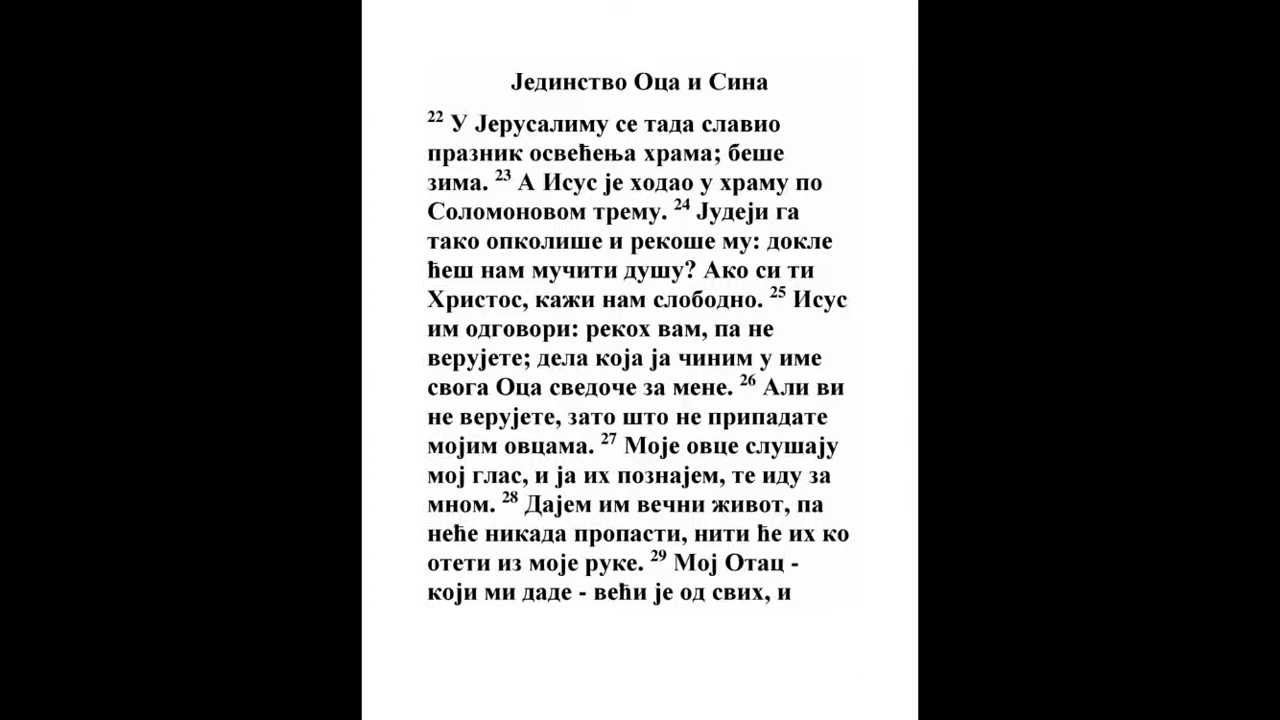 Јединство Оца и Сина
22 У Јерусалиму се тада славио
празник освећења храма; беше
зима. 23 А Исус је ходао у храму по
Соломоновом трему. 24 Јудеји га
тако опколише и рекоше му: докле
ћеш нам мучити душу? Ако си ти
Христос, кажи нам слободно. 25 Исус
им одговори: рекох вам, па не
верујете; дела која ја чиним у име
свога Оца сведоче за мене. 26 Али ви
не верујете, зато што не припадате
мојим овцама. 27 Моје овце слушају
мој глас, и ја их познајем, те иду за
мном. 28 Дајем им вечни живот, па
неће никада пропасти, нити ће их ко
отети из моје руке. 29 Мој Отац -
који ми даде - већи је од свих, и